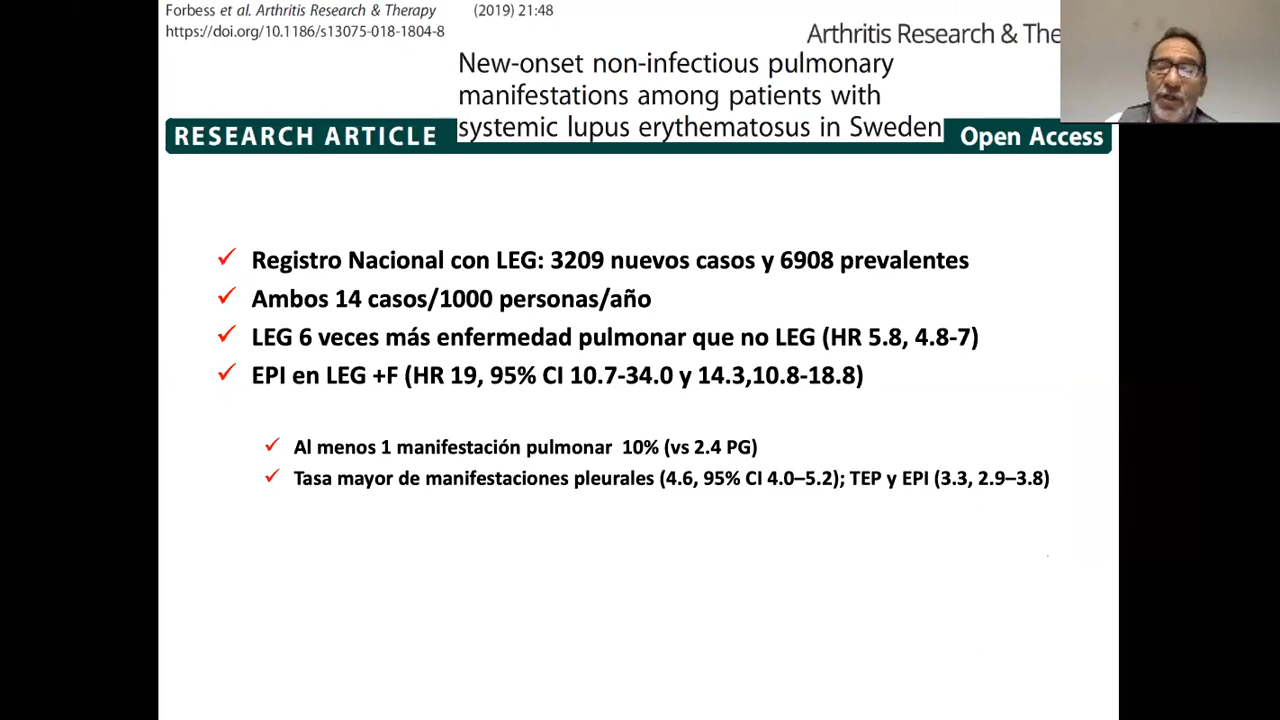 Forbess et al. Arthritis Research & Therapy (2019) 21:48
https://doi.org/10.1186/s13075-018-1804-8
Arthritis Research & The
New-onset non-infectious pulmonary
manifestations among patients with
systemic lupus erythematosus in Sweden
RESEARCH ARTICLE
Open Access
Registro Nacional con LEG: 3209 nuevos casos y 6908 prevalentes
Ambos 14 casos/1000 personas/año
LEG 6 veces más enfermedad pulmonar que no LEG (HR 5.8, 4.8-7)
EPI en LEG +F (HR 19, 95% CI 10.7-34.0 y 14.3,10.8-18.8)
Al menos 1 manifestación pulmonar 10% (vs 2.4 PG)
Tasa mayor de manifestaciones pleurales (4.6, 95% CI 4.0–5.2); TEP y EPI (3.3, 2.9–3.8)